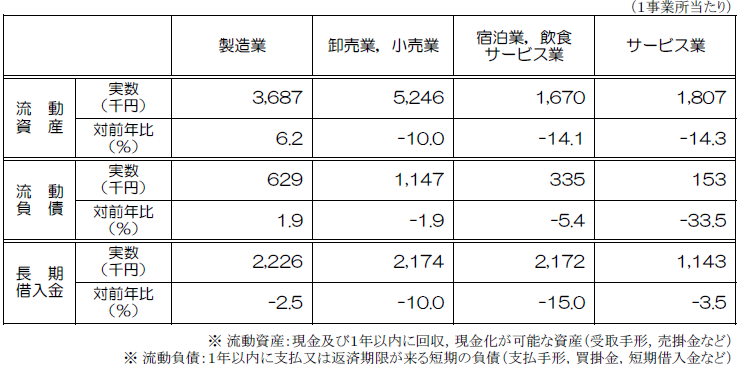 (１事業所当たり)
製造業 卸売業，小売業 宿泊業，飲食サービス業 サービス業
流動資産 実数（千円） 3,687 5,246 1,670 1,807
対前年比（%） 6.2 -10.0 -14.1 -14.3
流動負債 実数（千円） 629 1,147 335 153
対前年比（%） 1.9 -1.9 -5.4 -33.5
長期借入金 実数（千円） 2,226 2,174 2,172 1,143
対前年比（%） -2.5 -10.0 -15.0 -3.5
※ 流動資産：現金及び１年以内に回収，現金化が可能な資産（受取手形，売掛金など）
※ 流動負債：１年以内に支払又は返済期限が来る短期の負債（支払手形，買掛金，短期借入金など）